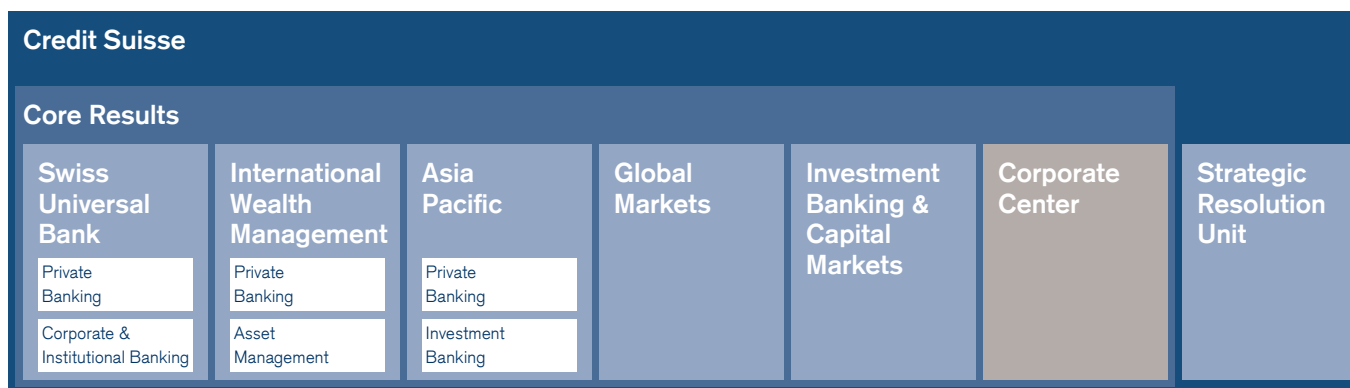 Credit Suisse
Core Results
Swiss
Universal
Bank
Private
Banking
Corporate &
Institutional Banking
International
Wealth
Management
Private
Banking
Asset
Management
Asia
Pacific
Private
Banking
Investment
Banking
Global
Markets
Investment
Banking &
Capital
Markets
Corporate
Center
Strategic
Resolution
Unit